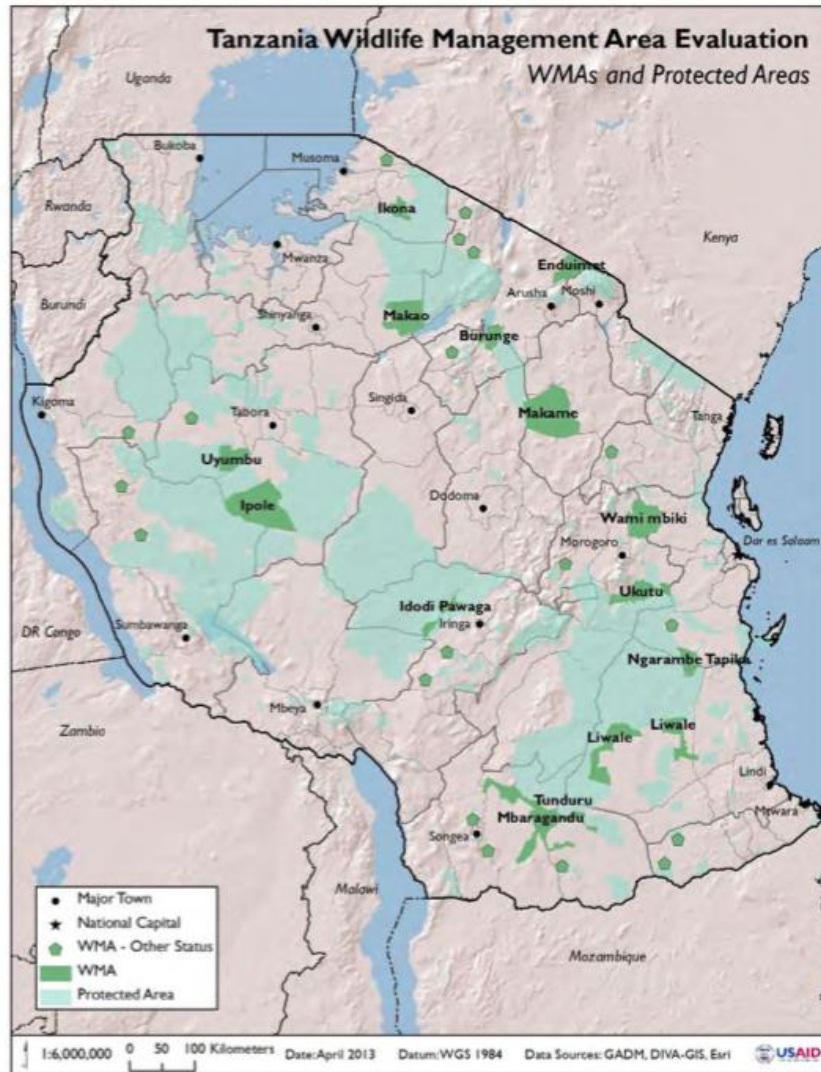 Tanzania Wildlife Management Area Evaluation
WMAs and Protected Areas
Uganda
Bukoba
Musoma
Rwanda
Ikona
Kenya
Mwanza
Burundi
Enduimet
Arusha
Moshi
Makao
Shinyanga
Burunge
Kigoma
Tabora
Singida
Makame
Tanga
Uyumbu
Ipole
Dodoma
Wami mbiki
Morogoro
Dar es Salaam
Ukutu
Idodi Pawaga
Iringa
DR Congo
Sumbawanga
Ngarambe Tapika
Mbeya
Zambia
Liwale
Liwale
Lindi
Tunduru
Mbaragandu
Mtwara
Songea
Malawi
Mozambique
Major Town
National Capital
WMA - Other Status
WMA
Protected Area
1:6,000,000 0 50 100 Kilometers Date: April 2013 Datum: WGS 1984 Data Sources: GADM, DIVA-GIS, Esri USAID